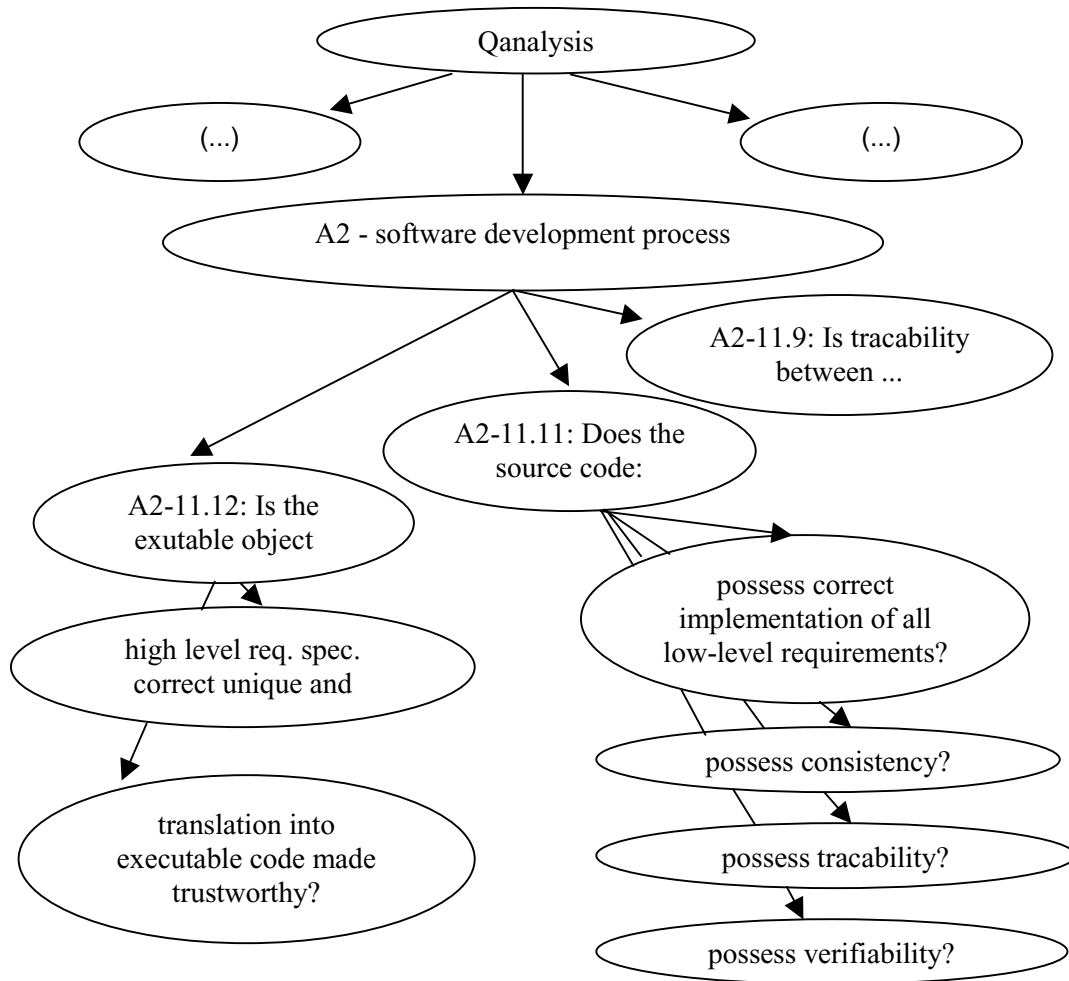 Qanalysis
(...)
(...)
A2 - software development process
A2-11.9: Is tracability
between ...
A2-11.11: Does the
source code:
A2-11.12: Is the
exutable object
possess correct
implementation of all
low-level requirements?
high level req. spec.
correct unique and
possess consistency?
translation into
executable code made
trustworthy?
possess tracability?
possess verifiability?